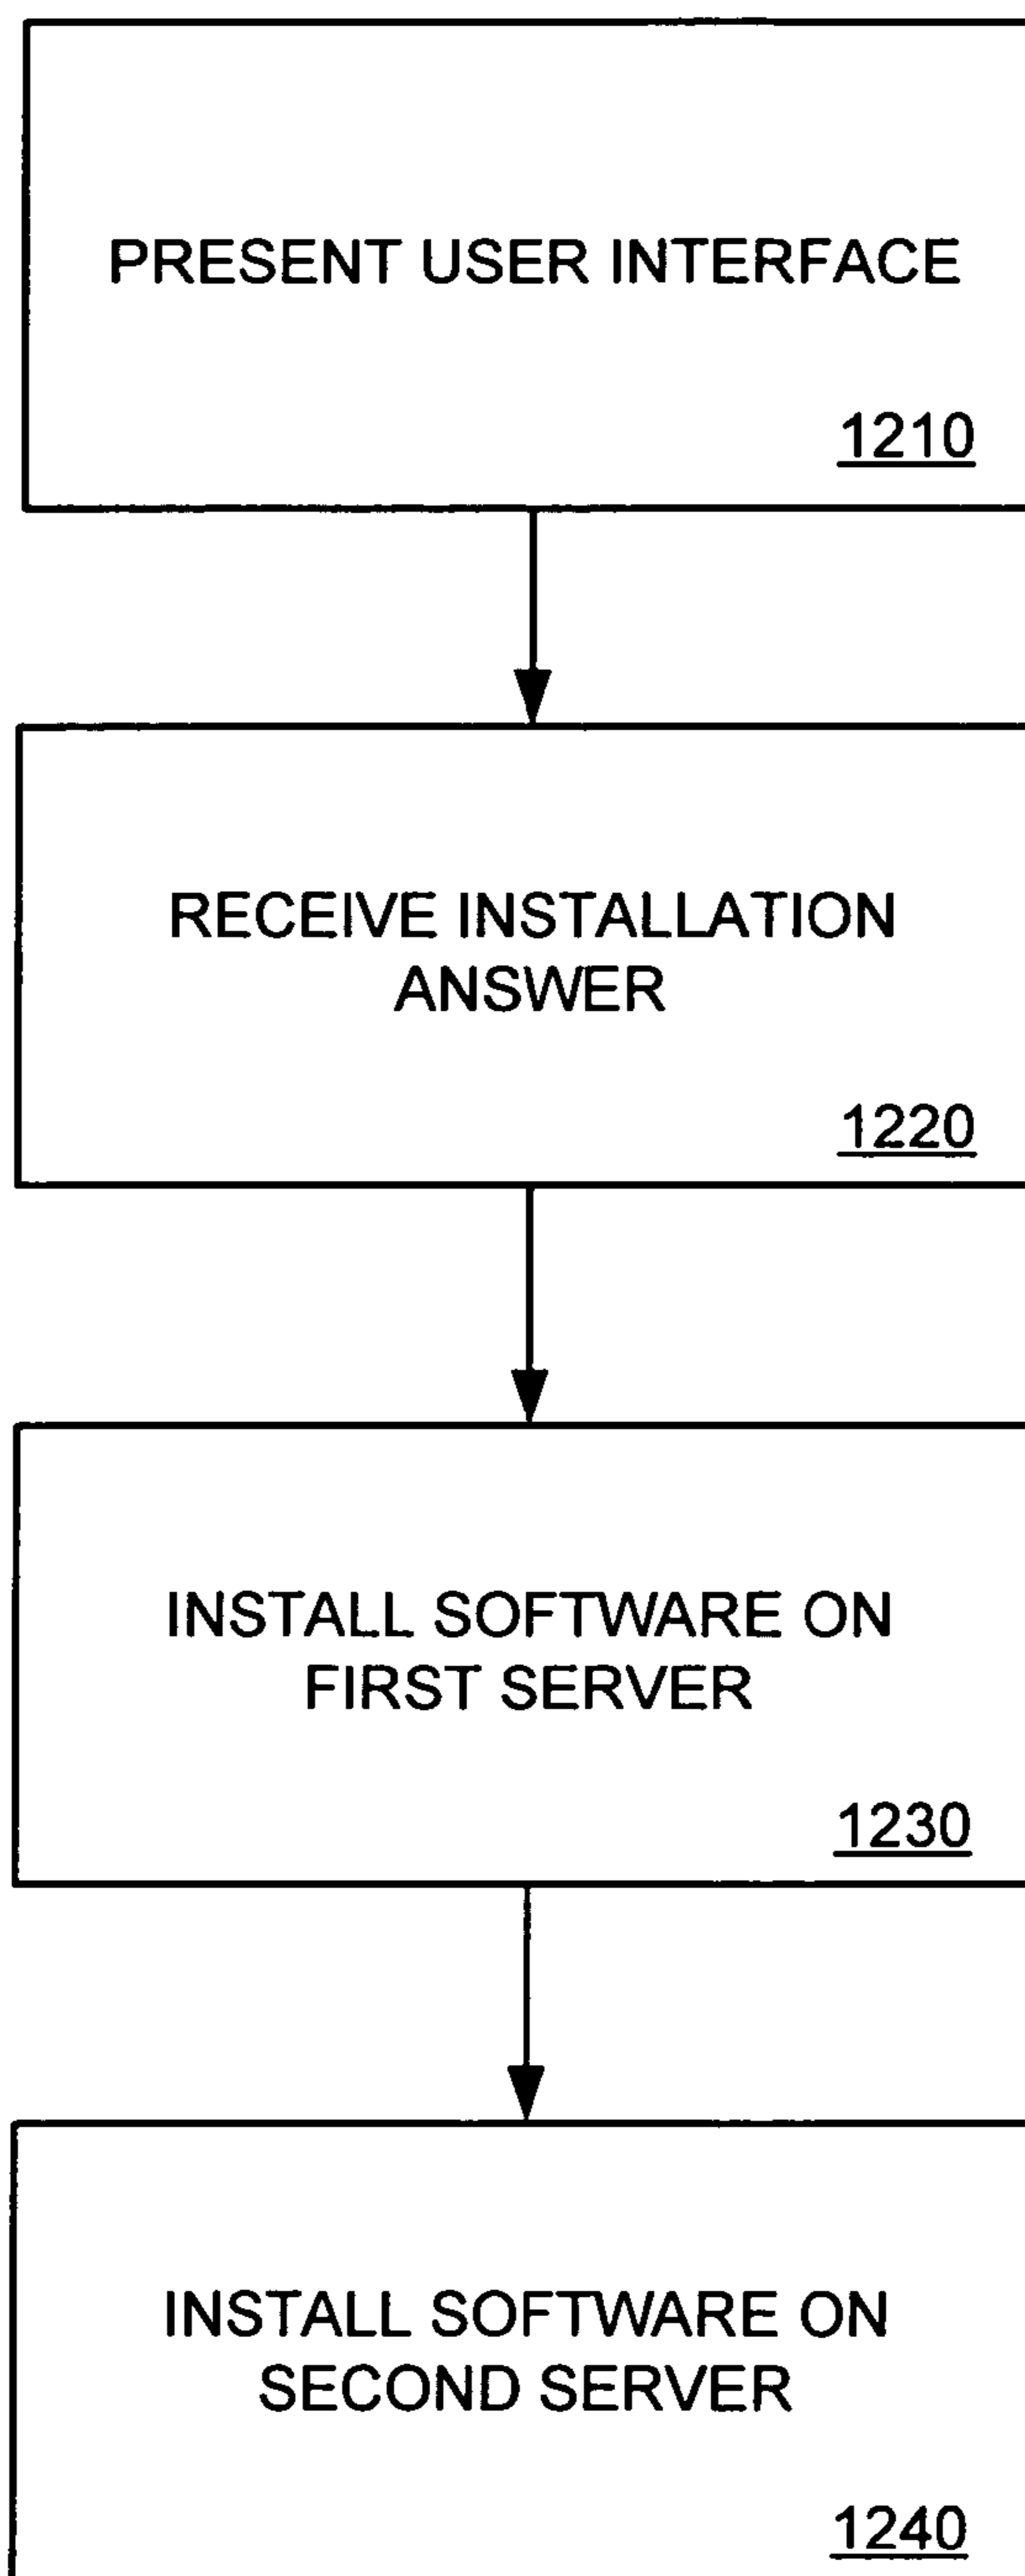 PRESENT USER INTERFACE
1210
RECEIVE INSTALLATION
ANSWER
1220
INSTALL SOFTWARE ON
FIRST SERVER
1230
INSTALL SOFTWARE ON
SECOND SERVER
1240